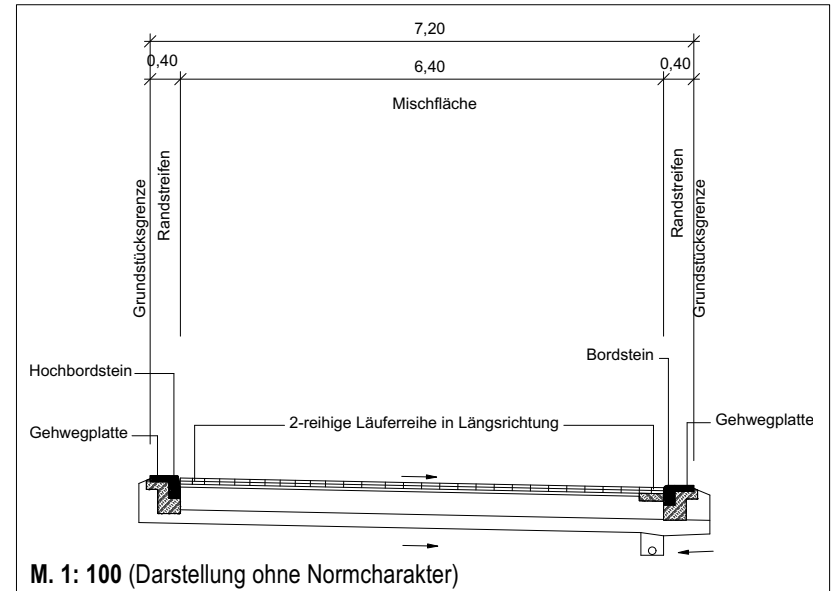 7,20
0,40
6,40
0,40
Mischfläche
Grundstücksgrenze
Randstreifen
Randstreifen
Grundstücksgrenze
Hochbordstein
Bordstein
Gehwegplatte
2-reihige Läuferreihe in Längsrichtung
Gehwegplatte
M. 1: 100 (Darstellung ohne Normcharakter)